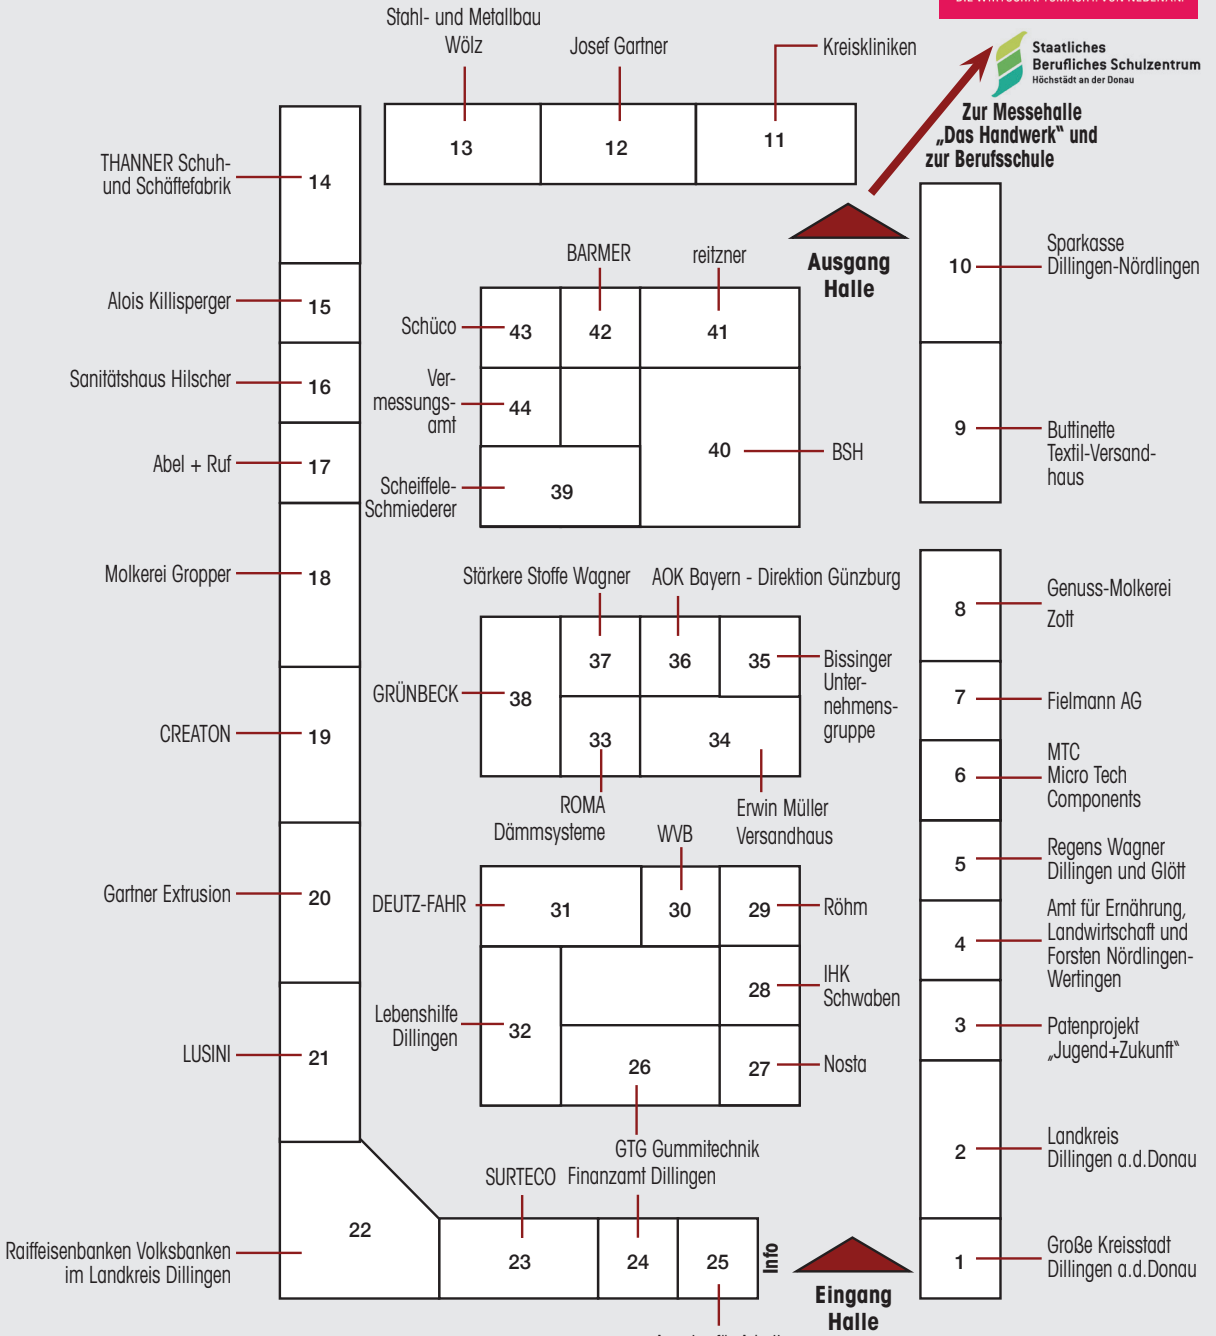 Stahl- und Metallbau
Wölz
Josef Gartner
Kreiskliniken
Staatliches
Berufliches Schulzentrum
Höchstädt an der Donau
Zur Messehalle
„Das Handwerk“ und
zur Berufsschule
13
12
11
THANNER Schuh-
und Schäftefabrik
14
Ausgang
Halle
10
Sparkasse
Dillingen-Nördlingen
BARMER
reitzner
Alois Killisperger
15
Schüco
43
42
41
Sanitätshaus Hilscher
16
Ver-
messungs-
amt
44
9
Buttinette
Textil-Versand-
haus
Abel + Ruf
17
40
BSH
Scheiffele-
Schmiederer
39
Molkerei Gropper
18
Stärkere Stoffe Wagner
AOK Bayern - Direktion Günzburg
8
Genuss-Molkerei
Zott
37
36
35
Bissinger
Unter-
nehmens-
gruppe
GRÜNBECK
38
7
Fielmann AG
CREATON
19
33
34
6
MTC
Micro Tech
Components
ROMA
Dämmsysteme
Erwin Müller
Versandhaus
WVB
5
Regens Wagner
Dillingen und Glött
Gartner Extrusion
20
DEUTZ-FAHR
31
30
29
Röhm
4
Amt für Ernährung,
Landwirtschaft und
Forsten Nördlingen-
Wertingen
28
IHK
Schwaben
Lebenshilfe
Dillingen
32
3
Patenprojekt
„Jugend+Zukunft“
LUSINI
21
26
27
Nosta
GTG Gummitechnik
2
Landkreis
Dillingen a.d.Donau
SURTECO
Finanzamt Dillingen
22
Raiffeisenbanken Volksbanken
im Landkreis Dillingen
23
24
25
Info
Eingang
Halle
1
Große Kreisstadt
Dillingen a.d.Donau